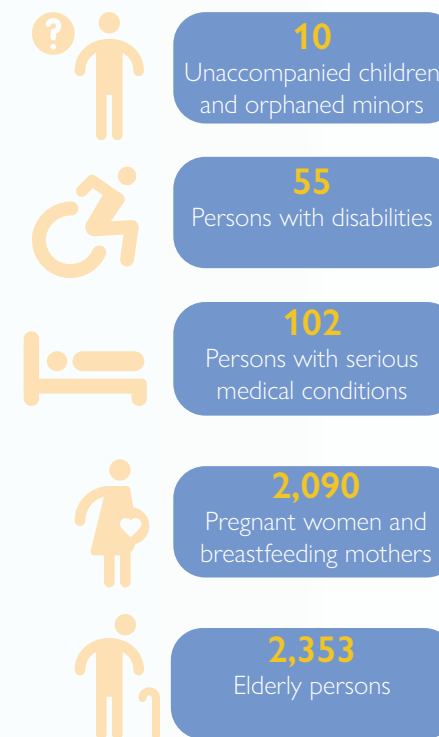 ?
10
Unaccompanied children
and orphaned minors
55
Persons with disabilities
102
Persons with serious
medical conditions
2,090
Pregnant women and
breastfeeding mothers
2,353
Elderly persons